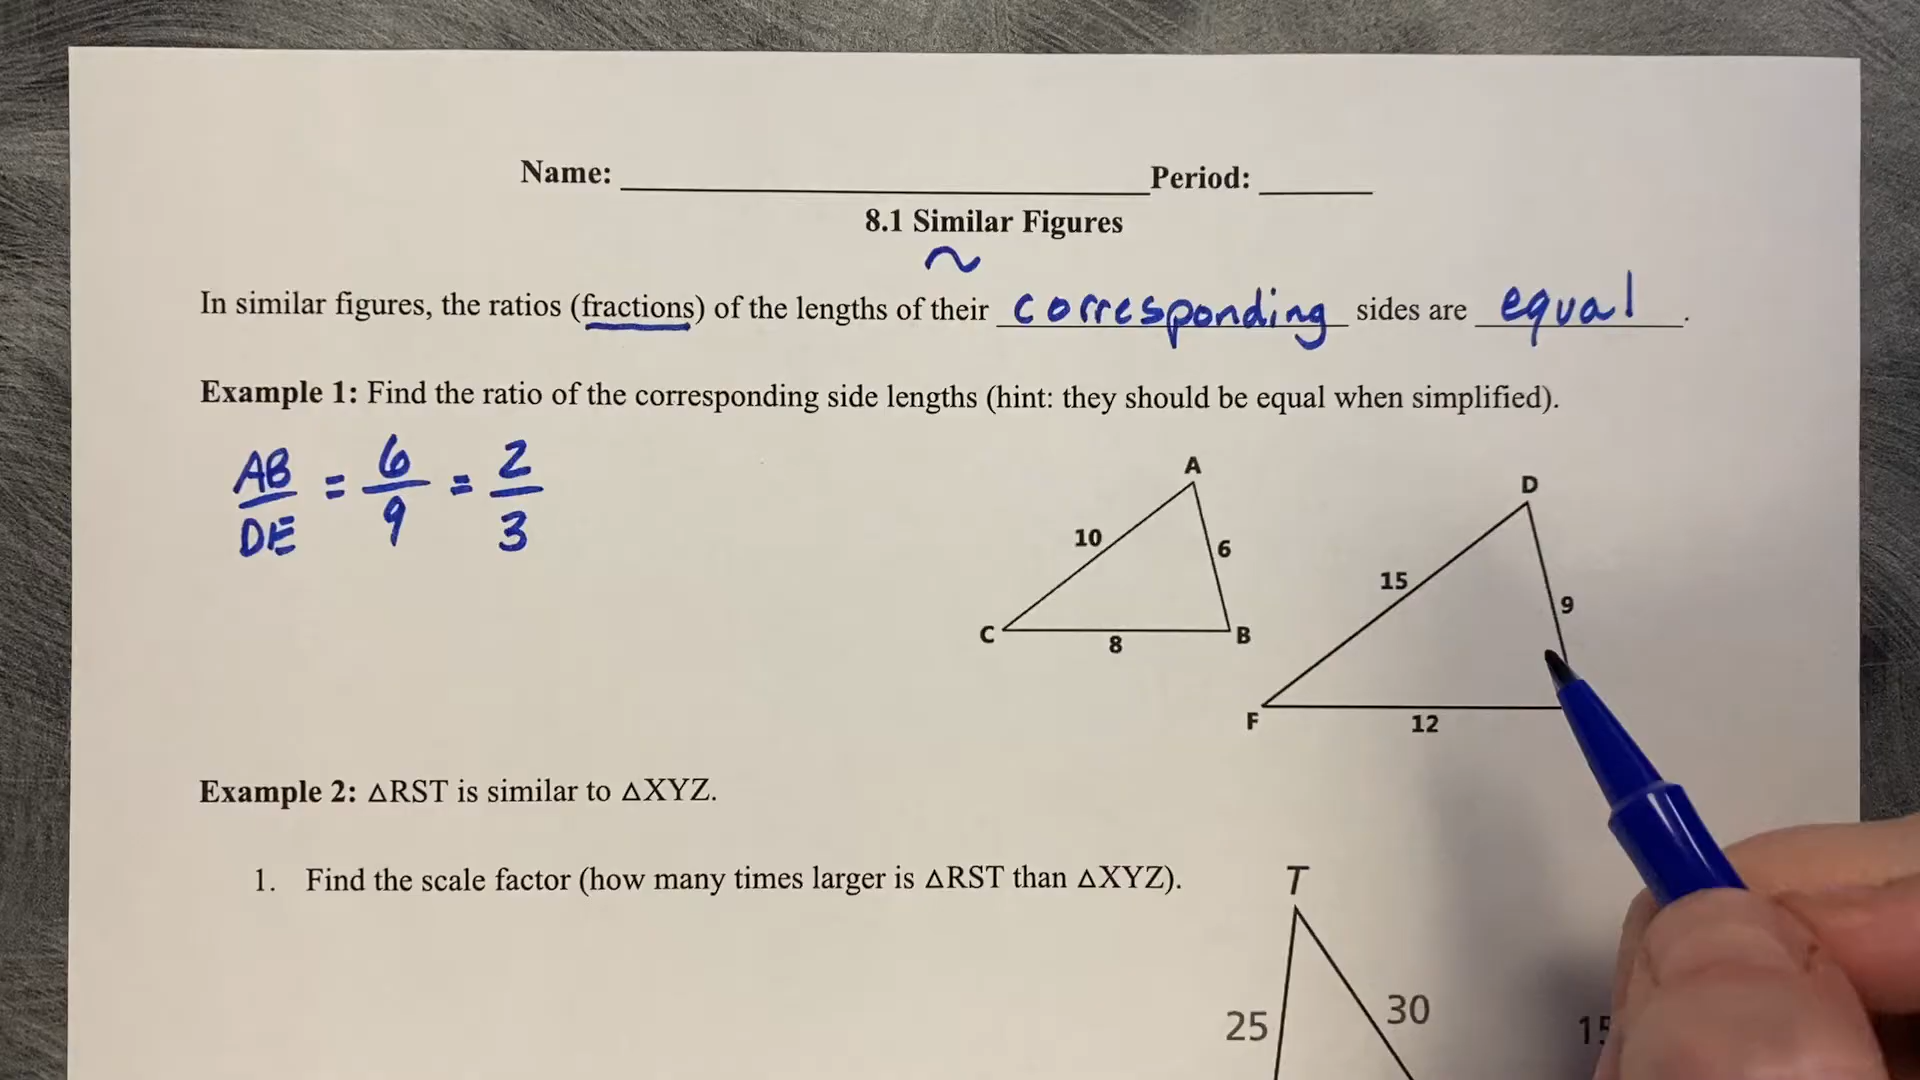 Name: ____ Period: ____
8.1 Similar Figures
~
In similar figures, the ratios (fractions) of the lengths of their corresponding sides are equal.
Example 1: Find the ratio of the corresponding side lengths (hint: they should be equal when simplified).
AB/DE = 6/9 = 2/3
A
D
10
6
15
9
C
8
B
F
12
Example 2: △RST is similar to △XYZ.
1. Find the scale factor (how many times larger is △RST than △XYZ).
T
25
30